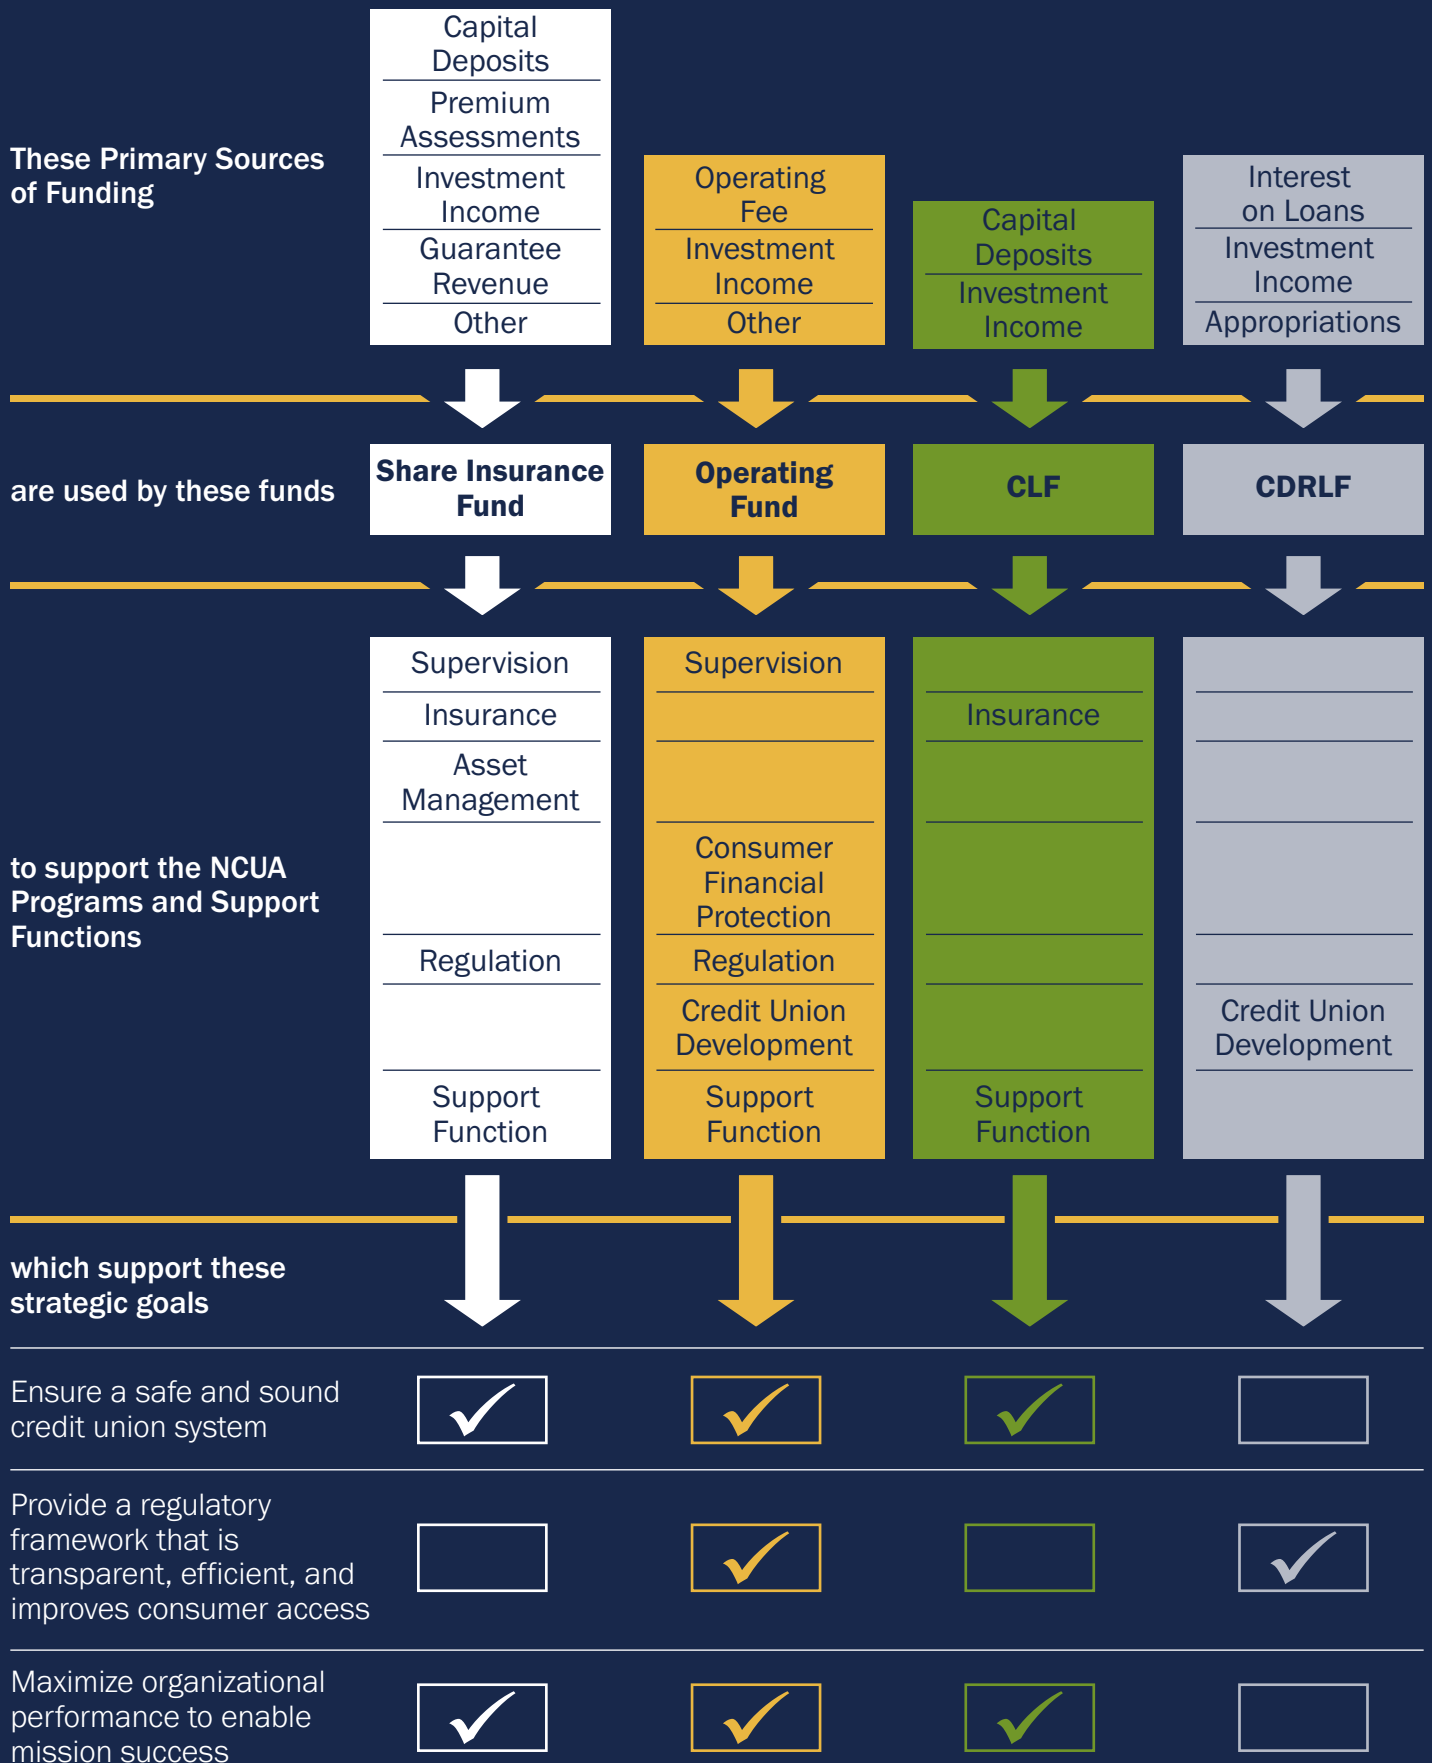 These Primary Sources
of Funding
Capital
Deposits
Premium
Assessments
Investment
Income
Guarantee
Revenue
Other
Operating
Fee
Investment
Income
Other
Capital
Deposits
Investment
Income
Interest
on Loans
Investment
Income
Appropriations
are used by these funds
Share Insurance
Fund
Operating
Fund
CLF
CDRLF
to support the NCUA
Programs and Support
Functions
Supervision
Insurance
Asset
Management
Regulation
Support
Function
Supervision
Consumer
Financial
Protection
Regulation
Credit Union
Development
Support
Function
Insurance
Support
Function
Credit Union
Development
which support these
strategic goals
Ensure a safe and sound
credit union system
Provide a regulatory
framework that is
transparent, efficient, and
improves consumer access
Maximize organizational
performance to enable
mission success